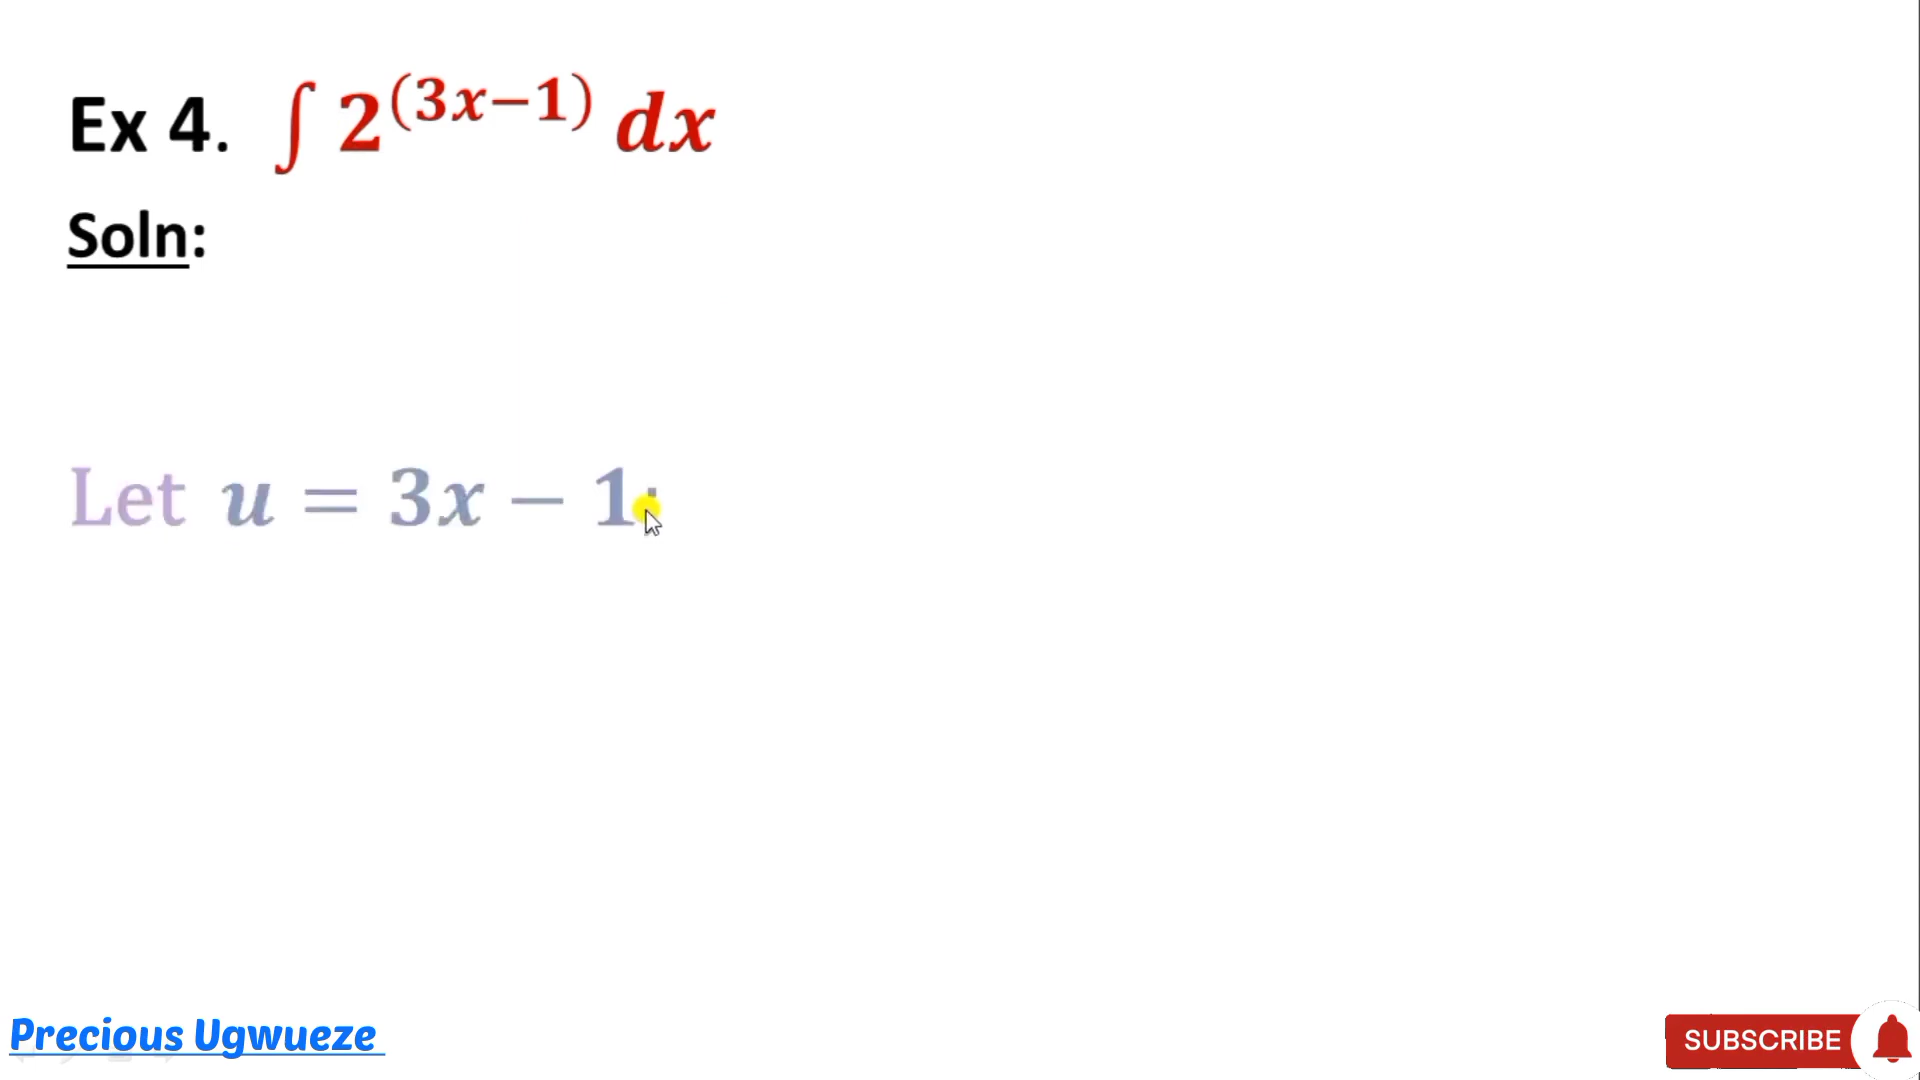 Ex 4. ∫ 2^(3x−1) dx
Soln:
Let u = 3x − 1;
Precious Ugwueze
SUBSCRIBE